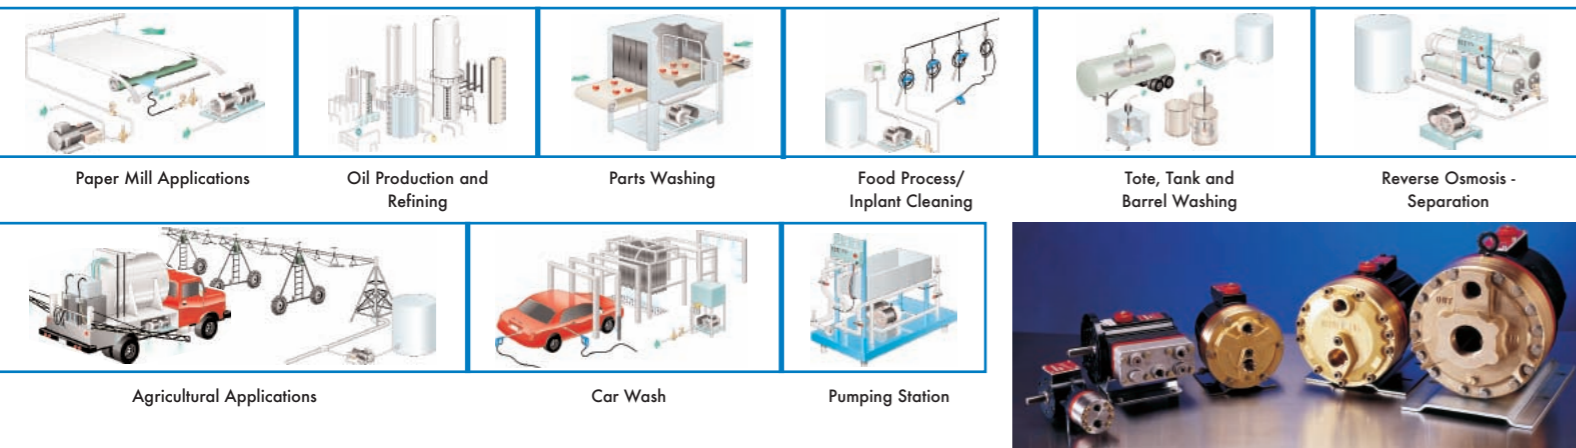 Paper Mill Applications
Oil Production and
Refining
Parts Washing
Food Process/
Inplant Cleaning
Tote, Tank and
Barrel Washing
Reverse Osmosis -
Separation
Agricultural Applications
Car Wash
Pumping Station